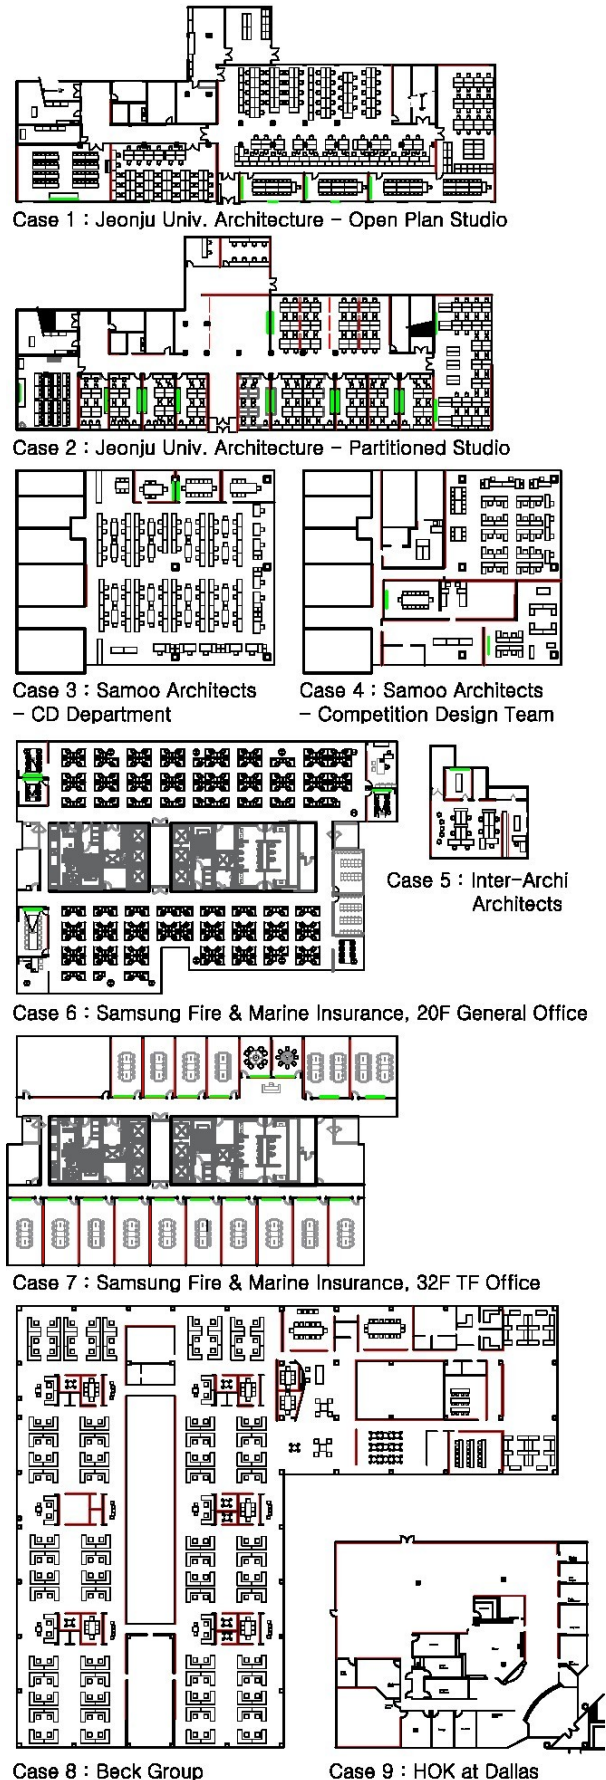 Case 1 : Jeonju Univ. Architecture - Open Plan Studio
Case 2 : Jeonju Univ. Architecture - Partitioned Studio
Case 3 : Samoo Architects
- CD Department
Case 4 : Samoo Architects
- Competition Design Team
Case 5 : Inter-Archi
Architects
Case 6 : Samsung Fire & Marine Insurance, 20F General Office
Case 7 : Samsung Fire & Marine Insurance, 32F TF Office
Case 8 : Beck Group
Case 9 : HOK at Dallas